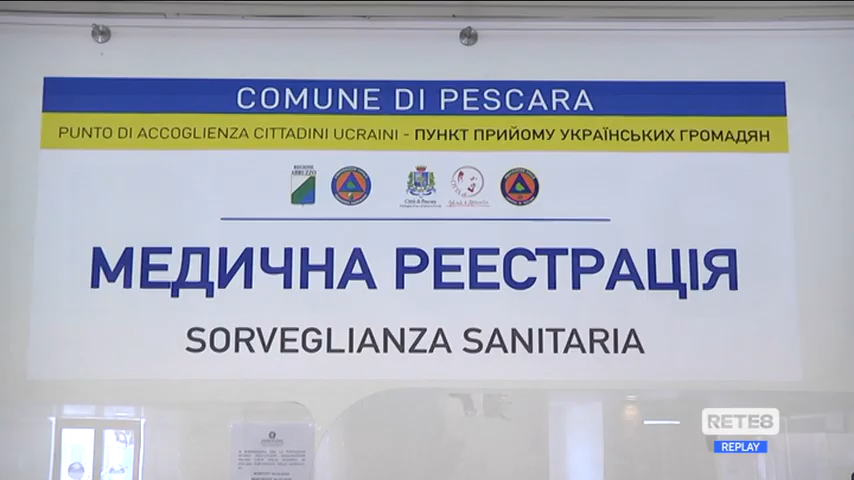 COMUNE DI PESCARA
PUNTO DI ACCOGLIENZA CITTADINI UCRAINI - ПУНКТ ПРИЙОМУ УКРАЇНСЬКИХ ГРОМАДЯН
REGIONE
ABRUZZO
Città di Pescara
МЕДИЧНА РЕЕСТРАЦІЯ
SORVEGLIANZA SANITARIA
RETE8
REPLAY